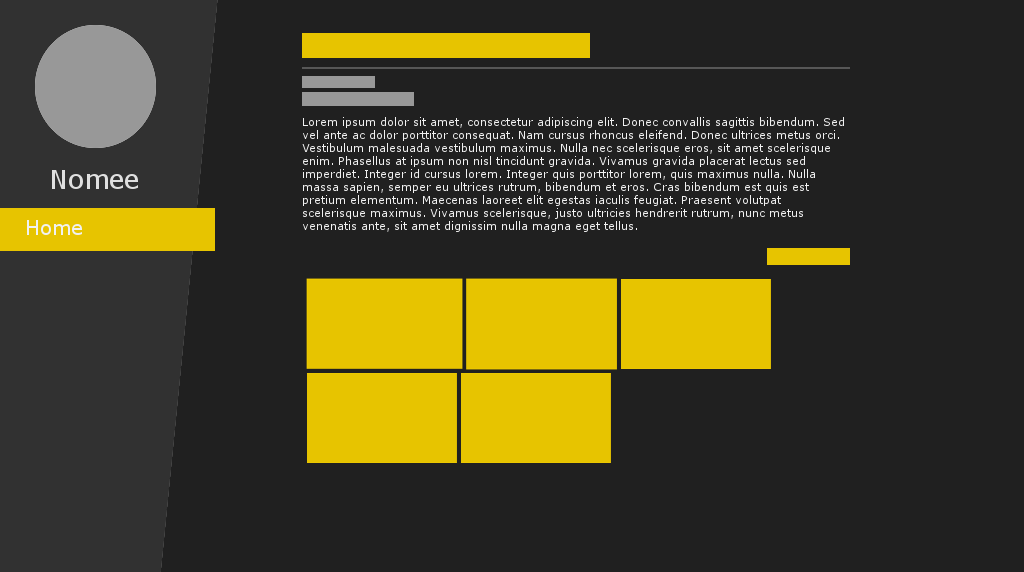 Nomee
Home
Lorem ipsum dolor sit amet, consectetur adipiscing elit. Donec convallis sagittis bibendum. Sed
vel ante ac dolor porttitor consequat. Nam cursus rhoncus eleifend. Donec ultrices metus orci.
Vestibulum malesuada vestibulum maximus. Nulla nec scelerisque eros, sit amet scelerisque
enim. Phasellus at ipsum non nisl tincidunt gravida. Vivamus gravida placerat lectus sed
imperdiet. Integer id cursus lorem. Integer quis porttitor lorem, quis maximus nulla. Nulla
massa sapien, semper eu ultrices rutrum, bibendum et eros. Cras bibendum est quis est
pretium elementum. Maecenas laoreet elit egestas iaculis feugiat. Praesent volutpat
scelerisque maximus. Vivamus scelerisque, justo ultricies hendrerit rutrum, nunc metus
venenatis ante, sit amet dignissim nulla magna eget tellus.